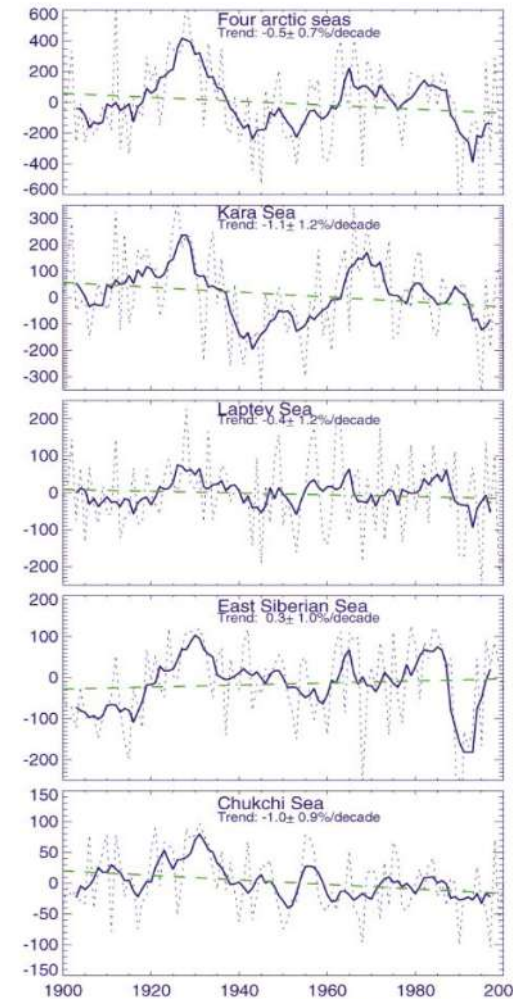 Four arctic seas
Trend: -0.5± 0.7%/decade
600
400
200
0
-200
-400
-600
Kara Sea
Trend: -1.1± 1.2%/decade
300
200
100
0
-100
-200
-300
Laptev Sea
Trend: -0.4± 1.2%/decade
200
100
0
-100
-200
East Siberian Sea
Trend: 0.3± 1.0%/decade
200
100
0
-100
-200
Chukchi Sea
Trend: -1.0± 0.9%/decade
150
100
50
0
-50
-100
-150
1900 1920 1940 1960 1980 200